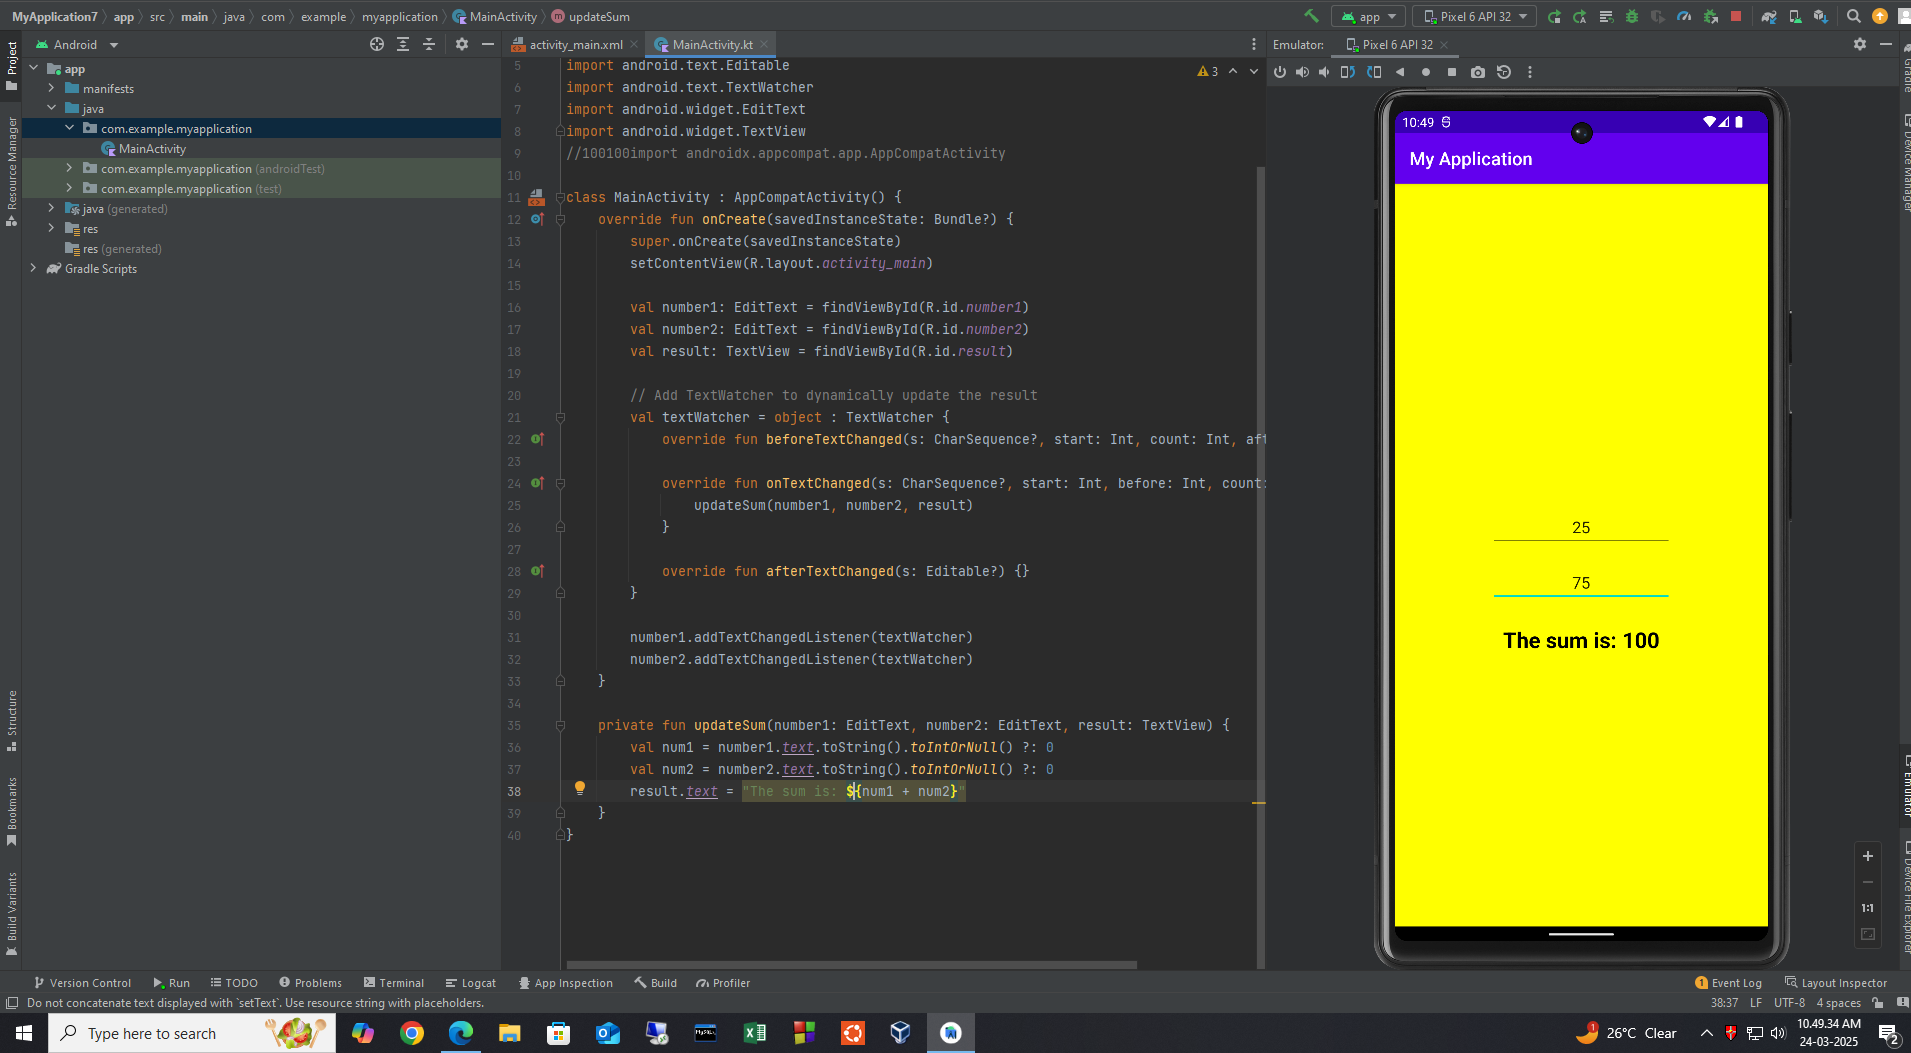 MyApplication7 app src main java com example myapplication MainActivity updateSum
app Pixel 6 API 32
Android
activity_main.xml MainActivity.kt
Emulator: Pixel 6 API 32
Project
Resource Manager
Structure
Bookmarks
Build Variants
app
manifests
java
com.example.myapplication
MainActivity
com.example.myapplication (androidTest)
com.example.myapplication (test)
java (generated)
res
res (generated)
Gradle Scripts
3
5 import android.text.Editable
6 import android.text.TextWatcher
7 import android.widget.EditText
8 import android.widget.TextView
9 //100100import androidx.appcompat.app.AppCompatActivity
10
11 class MainActivity : AppCompatActivity() {
12 override fun onCreate(savedInstanceState: Bundle?) {
13 super.onCreate(savedInstanceState)
14 setContentView(R.layout.activity_main)
15
16 val number1: EditText = findViewById(R.id.number1)
17 val number2: EditText = findViewById(R.id.number2)
18 val result: TextView = findViewById(R.id.result)
19
20 // Add TextWatcher to dynamically update the result
21 val textWatcher = object : TextWatcher {
22 override fun beforeTextChanged(s: CharSequence?, start: Int, count: Int, aft
23
24 override fun onTextChanged(s: CharSequence?, start: Int, before: Int, count:
25 updateSum(number1, number2, result)
26 }
27
28 override fun afterTextChanged(s: Editable?) {}
29 }
30
31 number1.addTextChangedListener(textWatcher)
32 number2.addTextChangedListener(textWatcher)
33 }
34
35 private fun updateSum(number1: EditText, number2: EditText, result: TextView) {
36 val num1 = number1.text.toString().toIntOrNull() ?: 0
37 val num2 = number2.text.toString().toIntOrNull() ?: 0
38 result.text = "The sum is: ${num1 + num2}"
39 }
40 }
10:49
My Application
25
75
The sum is: 100
1:1
Gradle
Device Manager
Emulator
Device File Explorer
Version Control Run TODO Problems Terminal Logcat App Inspection Build Profiler
1 Event Log Layout Inspector
Do not concatenate text displayed with `setText`. Use resource string with placeholders.
38:37 LF UTF-8 4 spaces
Type here to search
MySQL
1 26°C Clear
10.49.34 AM
24-03-2025
2